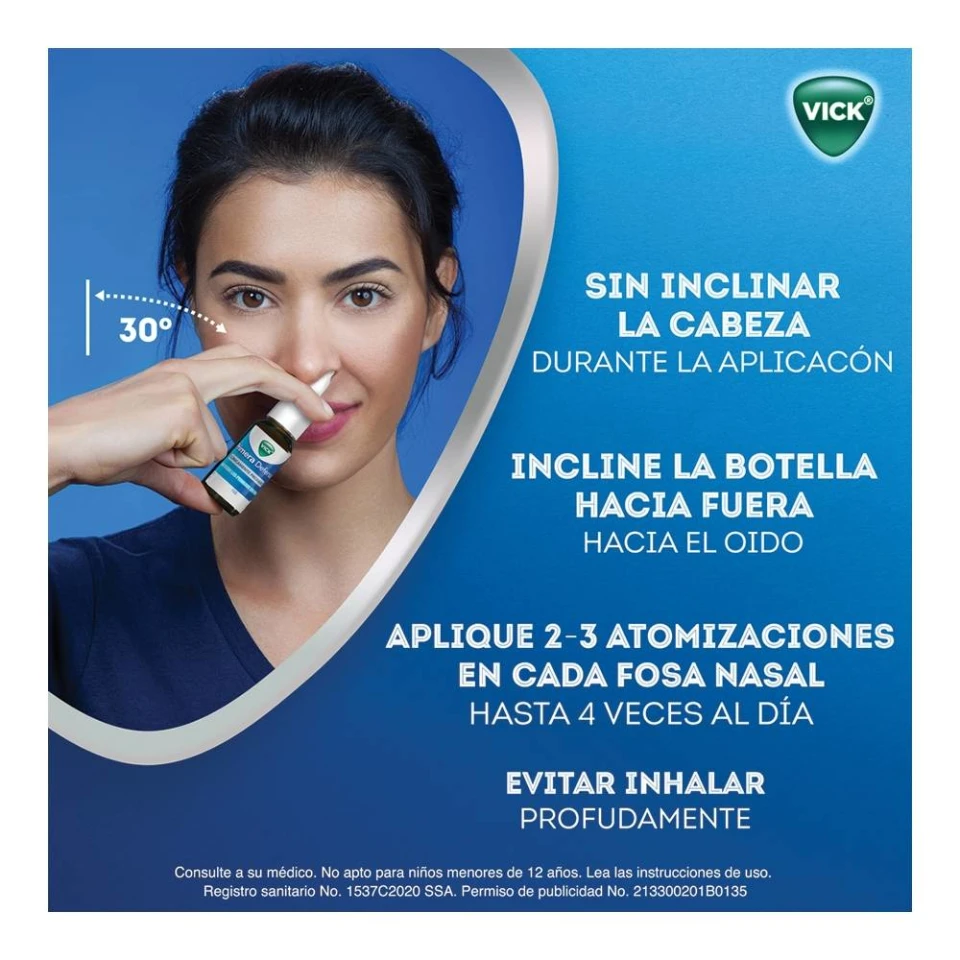 VICK®
30°
VICK
SIN INCLINAR
LA CABEZA
DURANTE LA APLICACÓN
INCLINE LA BOTELLA
HACIA FUERA
HACIA EL OIDO
APLIQUE 2-3 ATOMIZACIONES
EN CADA FOSA NASAL
HASTA 4 VECES AL DÍA
EVITAR INHALAR
PROFUDAMENTE
Consulte a su médico. No apto para niños menores de 12 años. Lea las instrucciones de uso.
Registro sanitario No. 1537C2020 SSA. Permiso de publicidad No. 213300201B0135